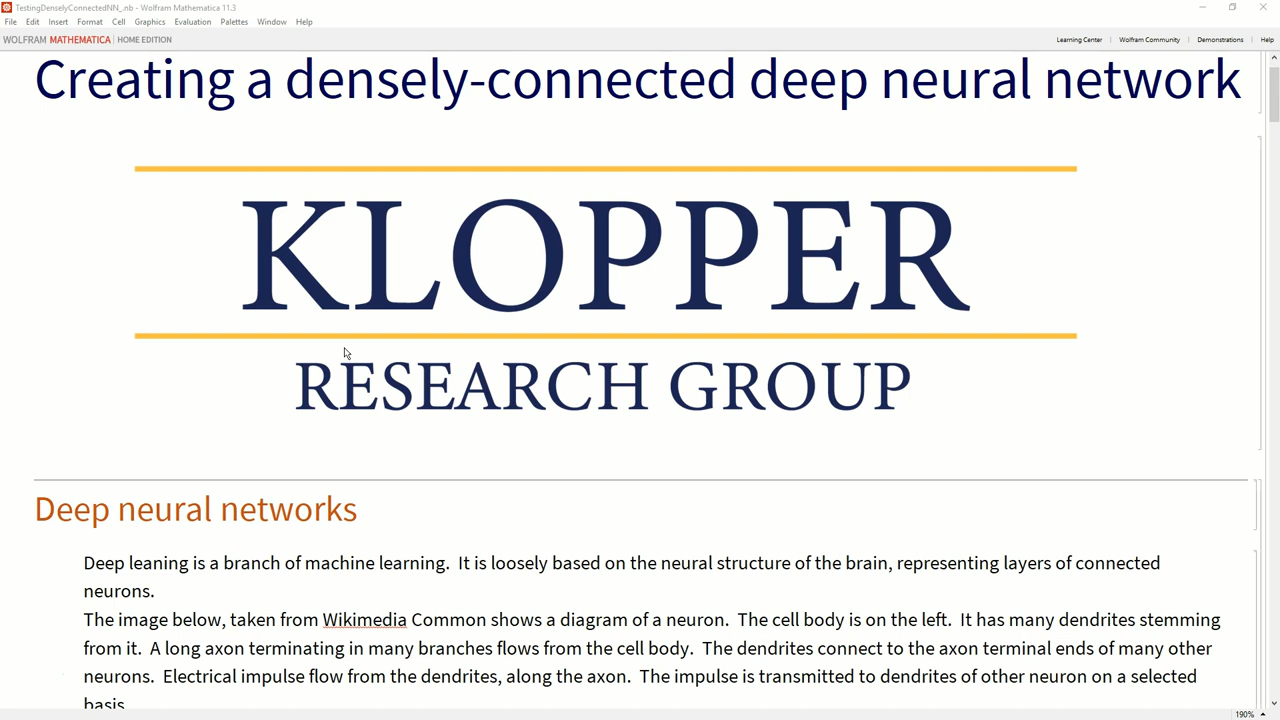 TestingDenselyConnectedNN_.nb - Wolfram Mathematica 11.3
File Edit Insert Format Cell Graphics Evaluation Palettes Window Help
WOLFRAM MATHEMATICA | HOME EDITION Learning Center | Wolfram Community | Demonstrations | Help
Creating a densely-connected deep neural network
KLOPPER
RESEARCH GROUP
Deep neural networks
Deep leaning is a branch of machine learning. It is loosely based on the neural structure of the brain, representing layers of connected
neurons.
The image below, taken from Wikimedia Common shows a diagram of a neuron. The cell body is on the left. It has many dendrites stemming
from it. A long axon terminating in many branches flows from the cell body. The dendrites connect to the axon terminal ends of many other
neurons. Electrical impulse flow from the dendrites, along the axon. The impulse is transmitted to dendrites of other neuron on a selected
basis.
190%